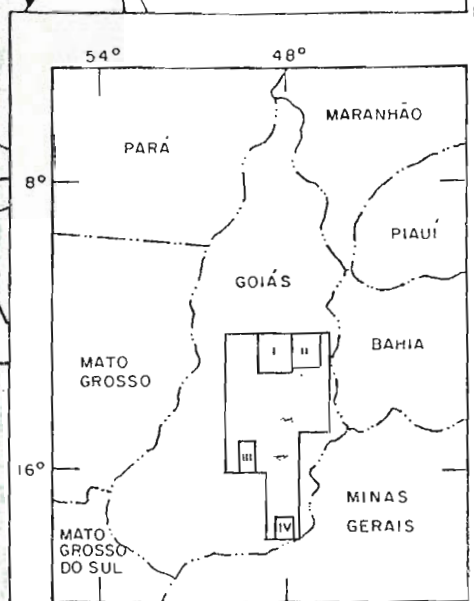 54° 48°
MARANHÃO
PARÁ
8°
PIAUÍ
GOIÁS
I II
BAHIA
MATO
GROSSO
III
16°
MINAS
GERAIS
IV
MATO
GROSSO
DO SUL